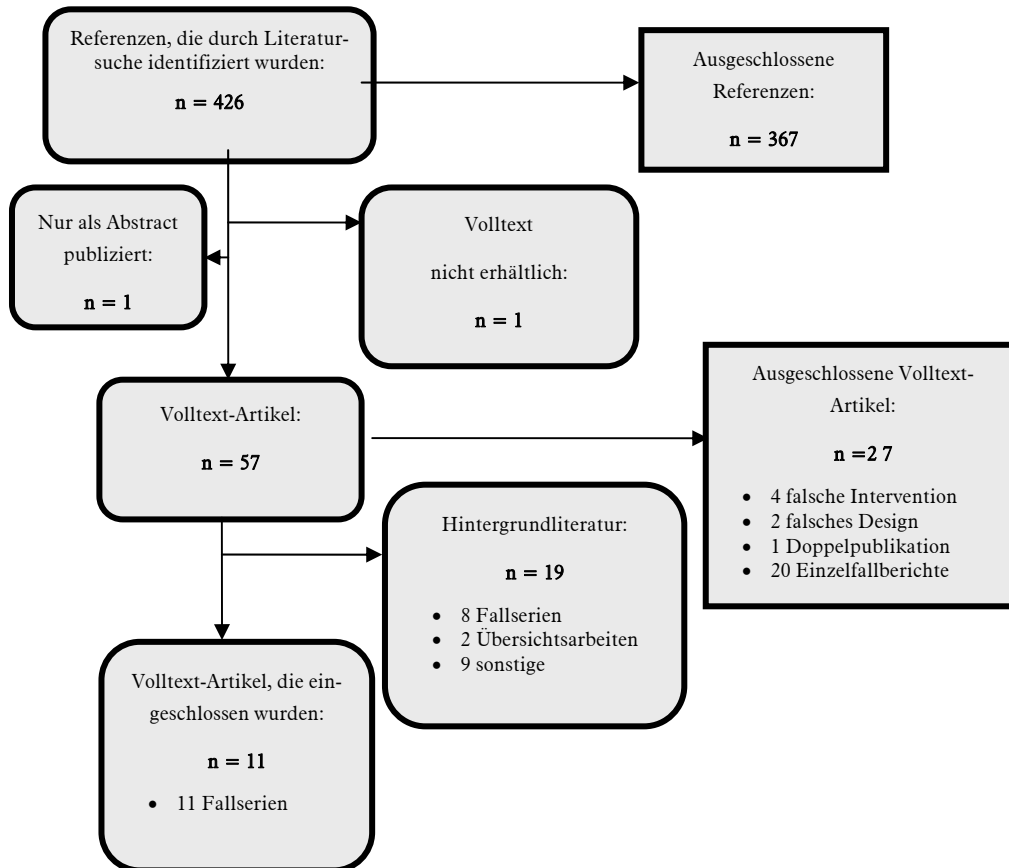 Referenzen, die durch Literatur-
suche identifiziert wurden:
n = 426
Ausgeschlossene
Referenzen:
n = 367
Nur als Abstract
publiziert:
n = 1
Volltext
nicht erhältlich:
n = 1
Volltext-Artikel:
n = 57
Ausgeschlossene Volltext-
Artikel:
n =2 7
• 4 falsche Intervention
• 2 falsches Design
• 1 Doppelpublikation
• 20 Einzelfallberichte
Hintergrundliteratur:
n = 19
• 8 Fallserien
• 2 Übersichtsarbeiten
• 9 sonstige
Volltext-Artikel, die ein-
geschlossen wurden:
n = 11
• 11 Fallserien